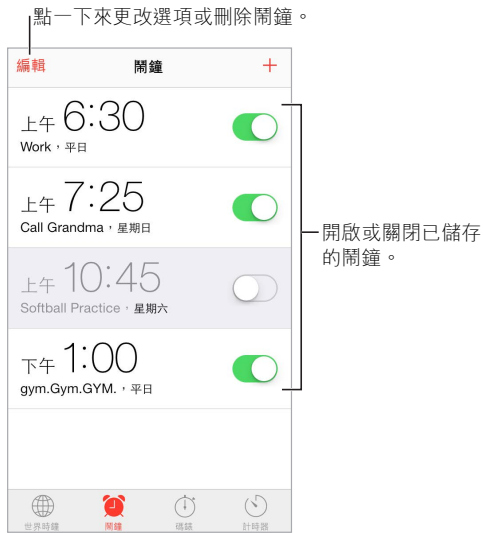 點一下來更改選項或刪除鬧鐘。
編輯 鬧鐘 +
上午 6:30
Work，平日
上午 7:25
Call Grandma，星期日
開啟或關閉已儲存
的鬧鐘。
上午 10:45
Softball Practice，星期六
下午 1:00
gym.Gym.GYM.，平日
世界時鐘 鬧鐘 碼錶 計時器